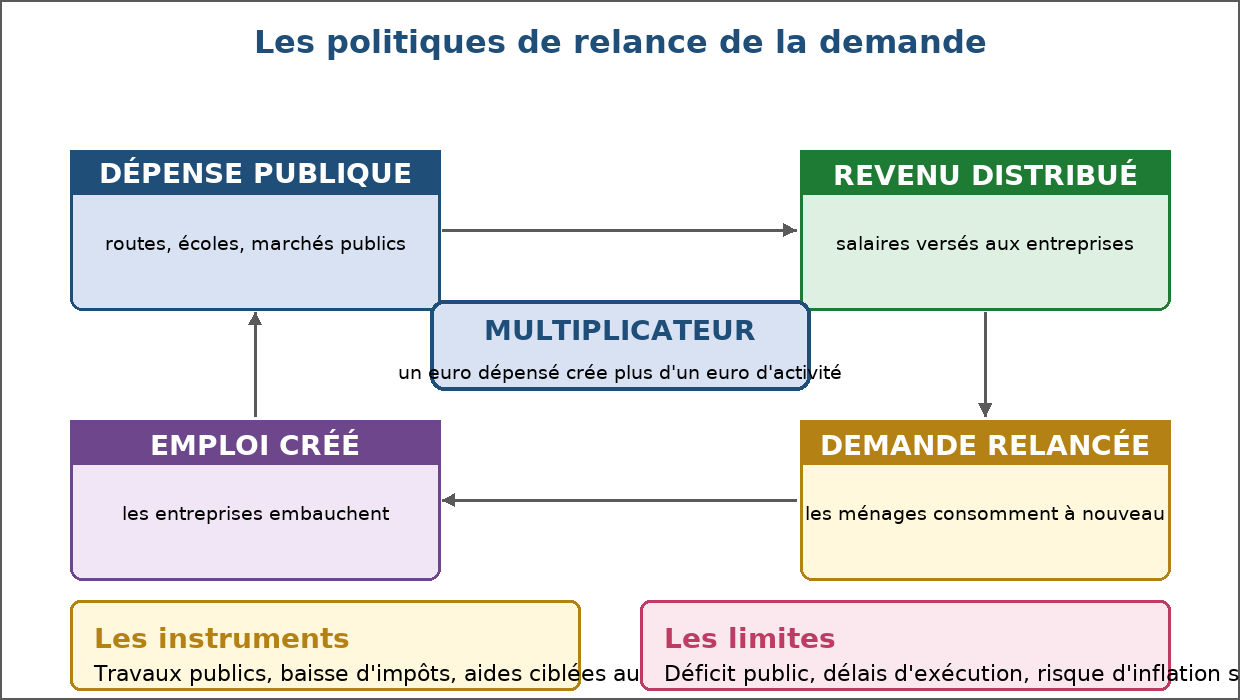 Les politiques de relance de la demande
DÉPENSE PUBLIQUE
routes, écoles, marchés publics
REVENU DISTRIBUÉ
salaires versés aux entreprises
MULTIPLICATEUR
un euro dépensé crée plus d'un euro d'activité
EMPLOI CRÉÉ
les entreprises embauchent
DEMANDE RELANCÉE
les ménages consomment à nouveau
Les instruments
Travaux publics, baisse d'impôts, aides ciblées au
Les limites
Déficit public, délais d'exécution, risque d'inflation